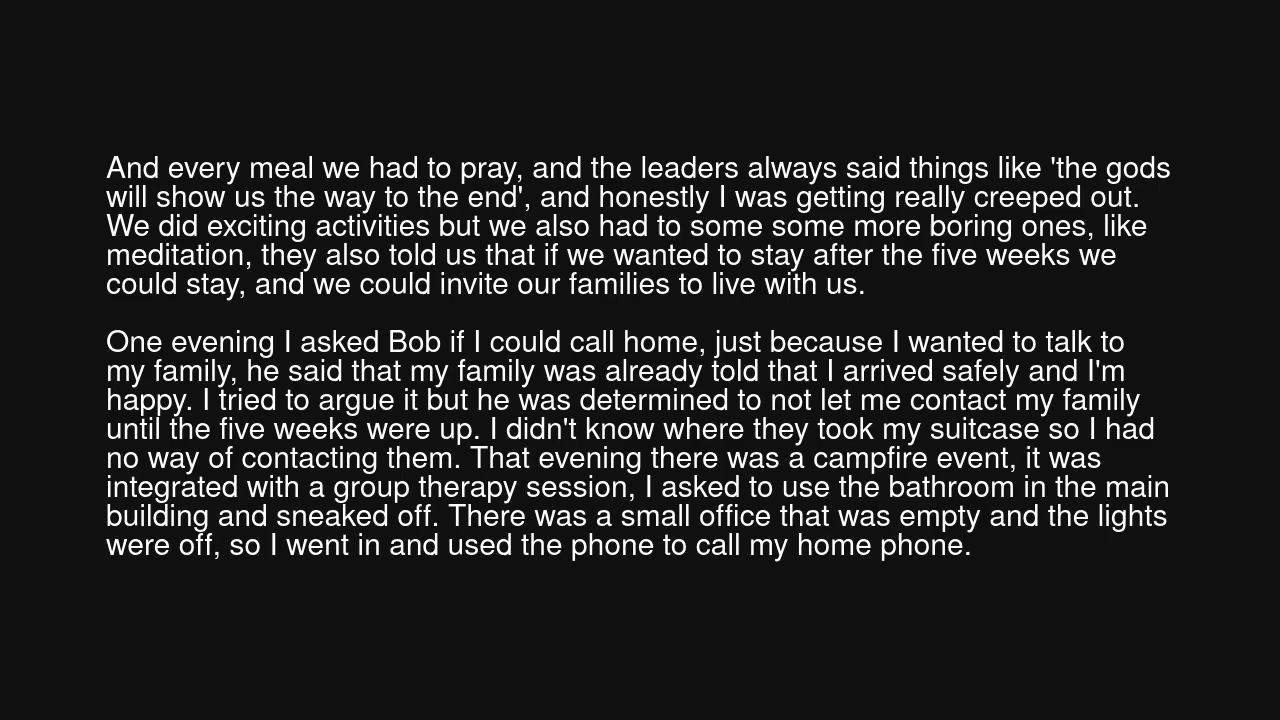 And every meal we had to pray, and the leaders always said things like 'the gods
will show us the way to the end', and honestly I was getting really creeped out.
We did exciting activities but we also had to some some more boring ones, like
meditation, they also told us that if we wanted to stay after the five weeks we
could stay, and we could invite our families to live with us.
One evening I asked Bob if I could call home, just because I wanted to talk to
my family, he said that my family was already told that I arrived safely and I'm
happy. I tried to argue it but he was determined to not let me contact my family
until the five weeks were up. I didn't know where they took my suitcase so I had
no way of contacting them. That evening there was a campfire event, it was
integrated with a group therapy session, I asked to use the bathroom in the main
building and sneaked off. There was a small office that was empty and the lights
were off, so I went in and used the phone to call my home phone.